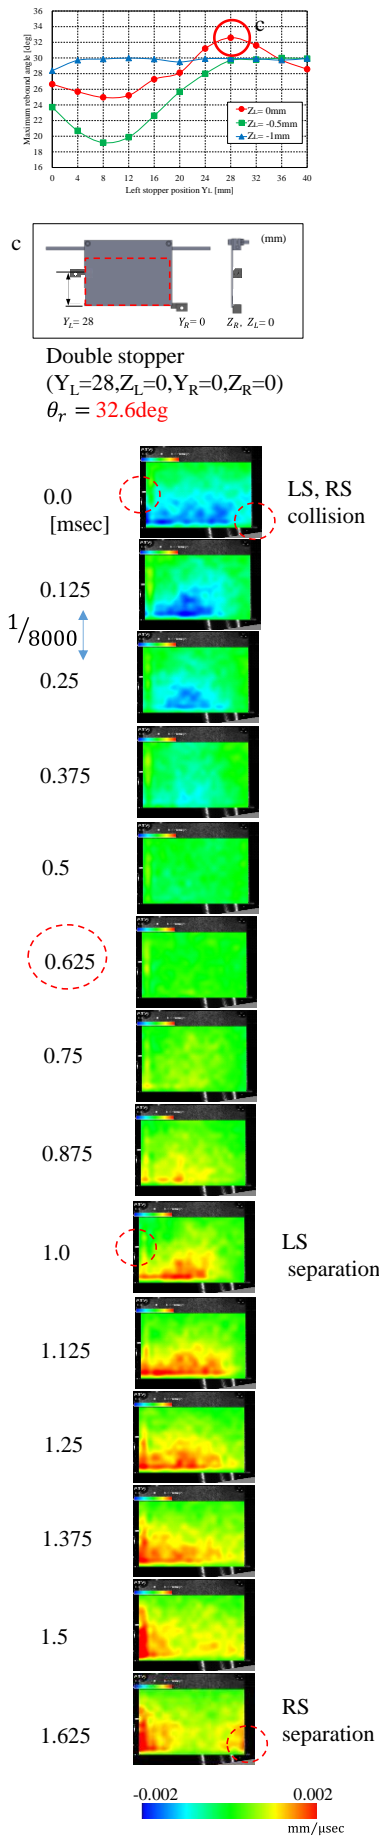 c
36
34
32
30
28
26
24
22
20
18
16
Maximum rebound angle [deg]
ZL= 0mm
ZL= -0.5mm
ZL= -1mm
0 4 8 12 16 20 24 28 32 36 40
Left stopper position YL [mm]
c
(mm)
YL= 28
YR= 0
ZR, ZL= 0
Double stopper
(YL=28,ZL=0,YR=0,ZR=0)
θr = 32.6deg
0.0
[msec]
LS, RS
collision
0.125
1/8000
0.25
0.375
0.5
0.625
0.75
0.875
1.0
LS
separation
1.125
1.25
1.375
1.5
1.625
RS
separation
-0.002 0.002
mm/μsec